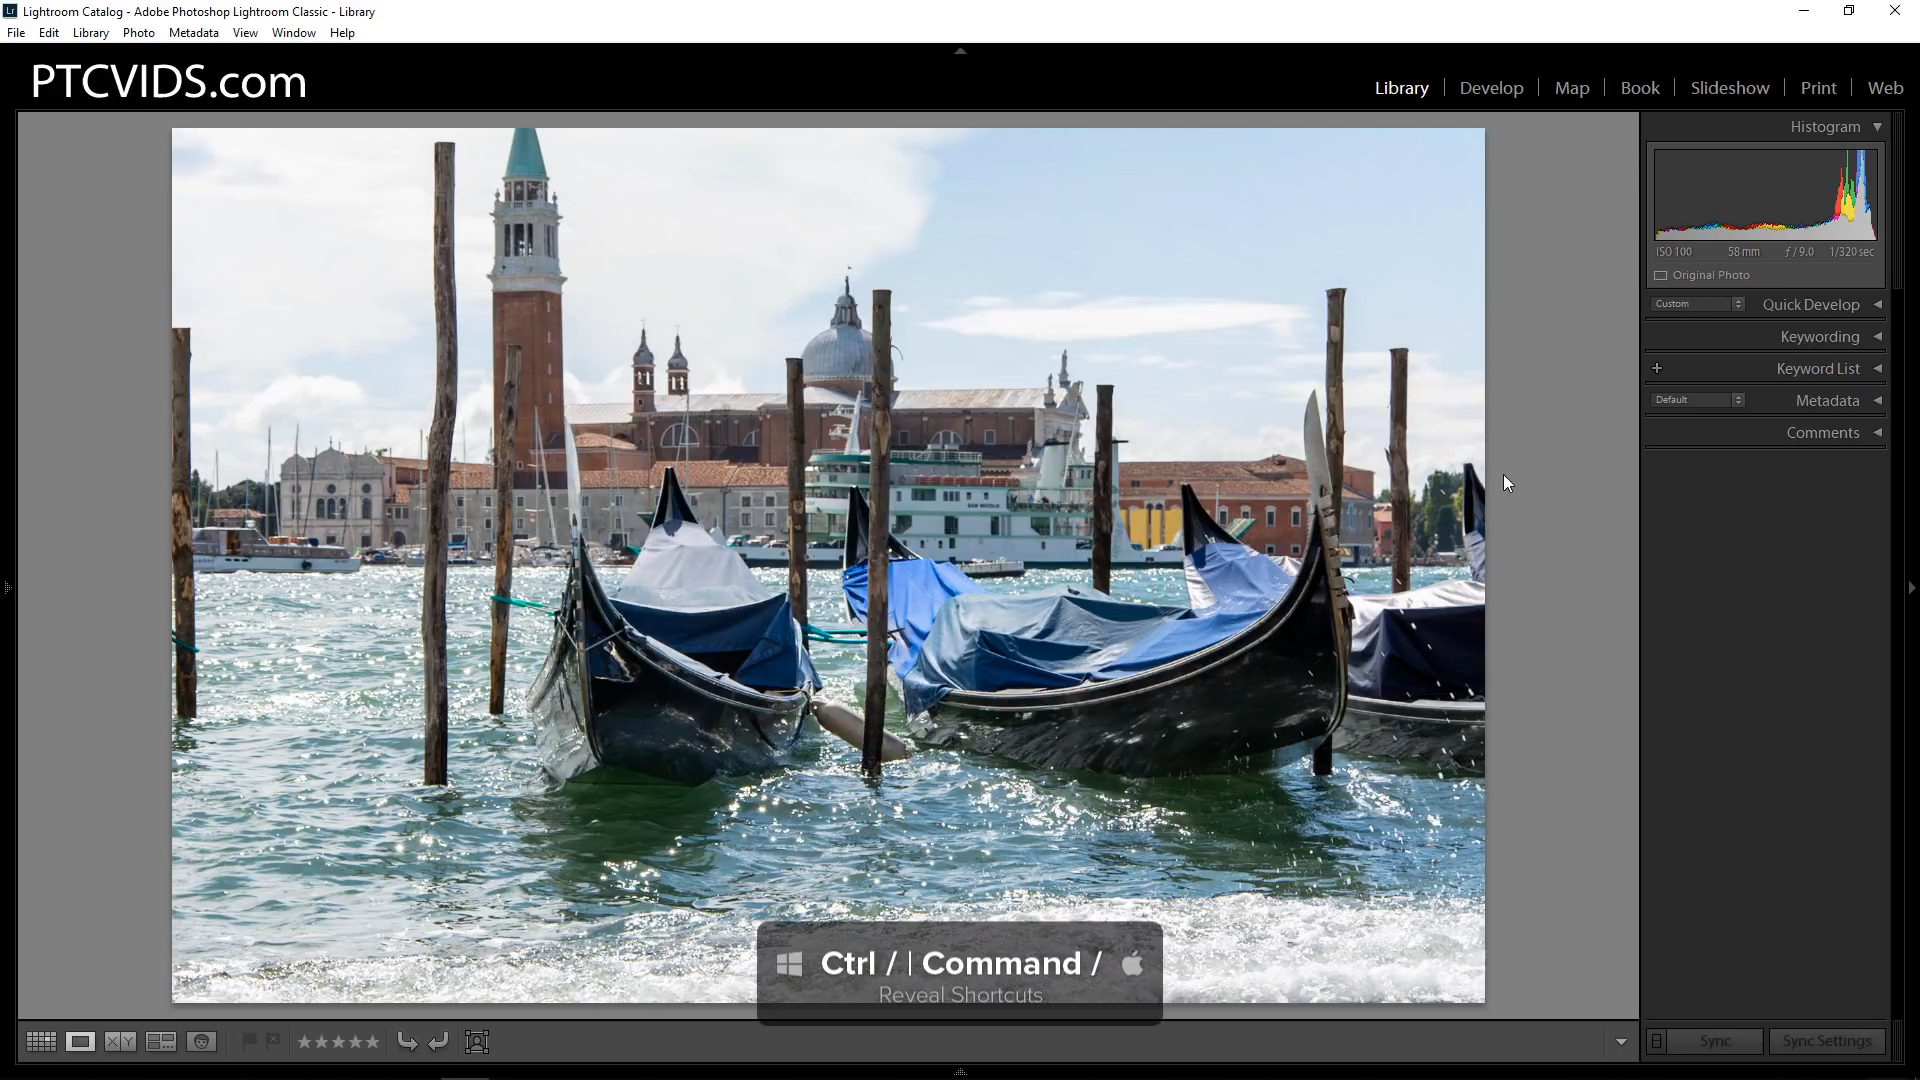 Lightroom Catalog - Adobe Photoshop Lightroom Classic - Library
File Edit Library Photo Metadata View Window Help
PTCVIDS.com
Library | Develop | Map | Book | Slideshow | Print | Web
Histogram
ISO 100 58 mm ƒ / 9.0 1/320 sec
Original Photo
Custom Quick Develop
Keywording
Keyword List
Default Metadata
Comments
SAN NICOLO
Ctrl / | Command /
Reveal Shortcuts
X Y
Sync Sync Settings